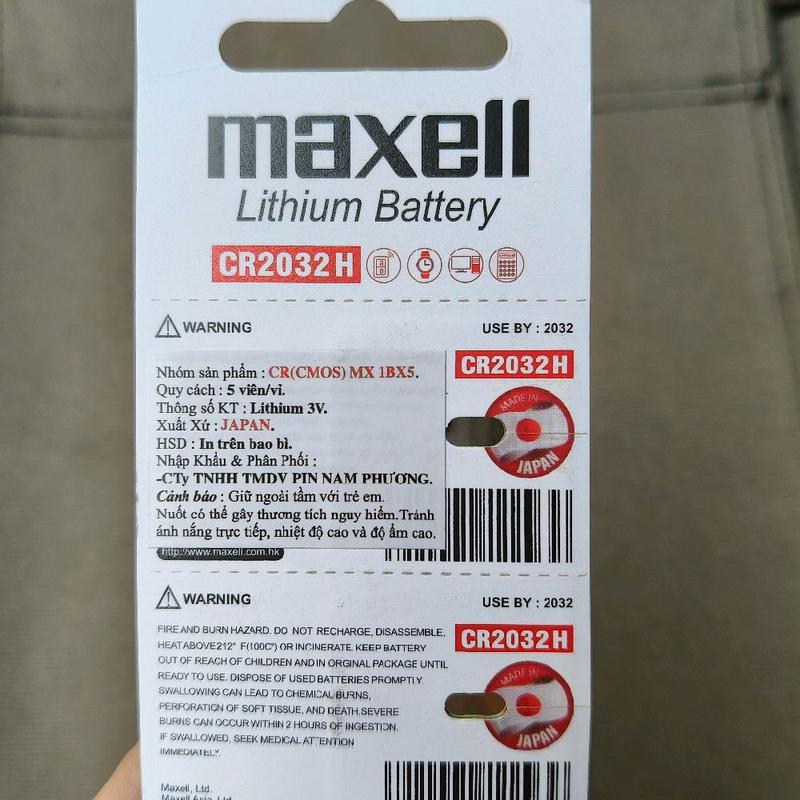 maxell
Lithium Battery
CR2032H
WARNING
USE BY : 2032
CR2032H
Nhóm sản phẩm : CR(CMOS) MX 1BX5.
Quy cách : 5 viên/vỉ.
Thông số KT : Lithium 3V.
Xuất Xứ : JAPAN.
HSD : In trên bao bì.
Nhập Khẩu & Phân Phối :
-CTy TNHH TMDV PIN NAM PHƯƠNG.
Cảnh báo : Giữ ngoài tầm với trẻ em.
Nuốt có thể gây thương tích nguy hiểm.Tránh
ánh nắng trực tiếp, nhiệt độ cao và độ ẩm cao.
MADE IN
JAPAN
http://www.maxell.com.hk
WARNING
USE BY : 2032
CR2032H
FIRE AND BURN HAZARD. DO NOT RECHARGE, DISASSEMBLE,
HEATABOVE212° F(100C°) OR INCINERATE. KEEP BATTERY
OUT OF REACH OF CHILDREN AND IN ORGINAL PACKAGE UNTIL
READY TO USE. DISPOSE OF USED BATTERIES PROMPTLY.
SWALLOWING CAN LEAD TO CHEMICAL BURNS,
PERFORATION OF SOFT TISSUE, AND DEATH.SEVERE
BURNS CAN OCCUR WITHIN 2 HOURS OF INGESTION.
IF SWALLOWED, SEEK MEDICAL ATTENTION
IMMEDIATELY.
MADE IN
JAPAN
Maxell, Ltd.
Maxell Asia, Ltd.